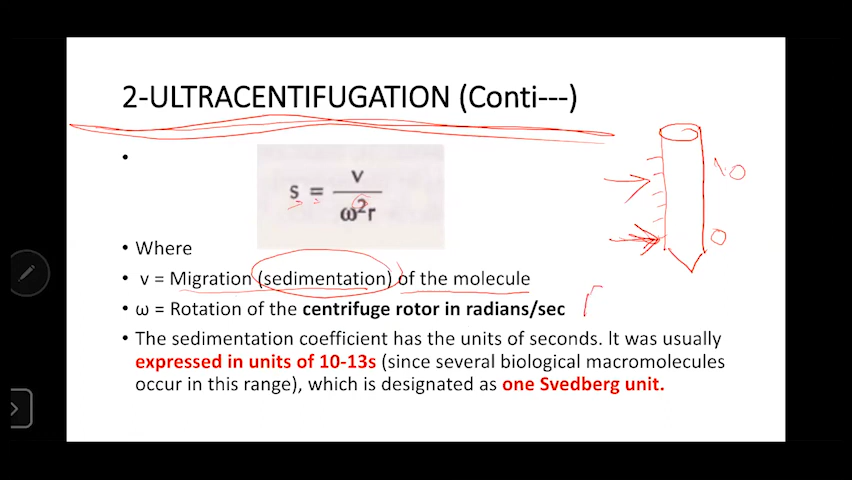 2-ULTRACENTIFUGATION (Conti---)
•
s = v / ω²r
• Where
• v = Migration (sedimentation) of the molecule
• ω = Rotation of the centrifuge rotor in radians/sec r
• The sedimentation coefficient has the units of seconds. It was usually
expressed in units of 10-13s (since several biological macromolecules
occur in this range), which is designated as one Svedberg unit.
10
0